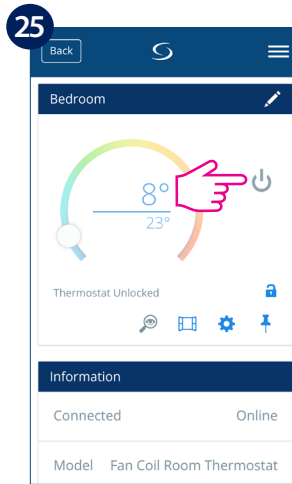 25
Back
Bedroom
8°
23°
Thermostat Unlocked
Information
Connected Online
Model Fan Coil Room Thermostat